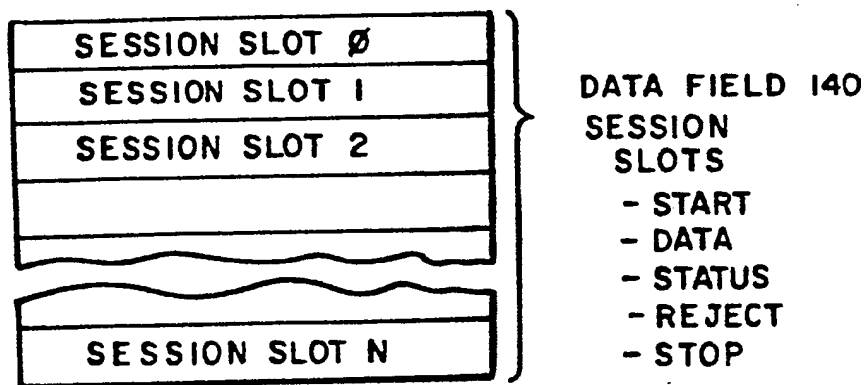 SESSION SLOT Ø
SESSION SLOT 1
SESSION SLOT 2
SESSION SLOT N
DATA FIELD 140
SESSION
SLOTS
- START
- DATA
- STATUS
- REJECT
- STOP